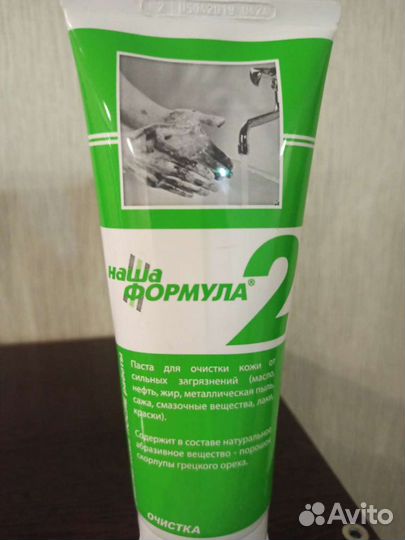 наша
ФОРМУЛА®
2
Паста для очистки кожи от
сильных загрязнений (масло,
нефть, жир, металлическая пыль,
сажа, смазочные вещества, лаки,
краски).
Содержит в составе натуральное
абразивное вещество - порошок
скорлупы грецкого ореха.
ОЧИСТКА
Avito